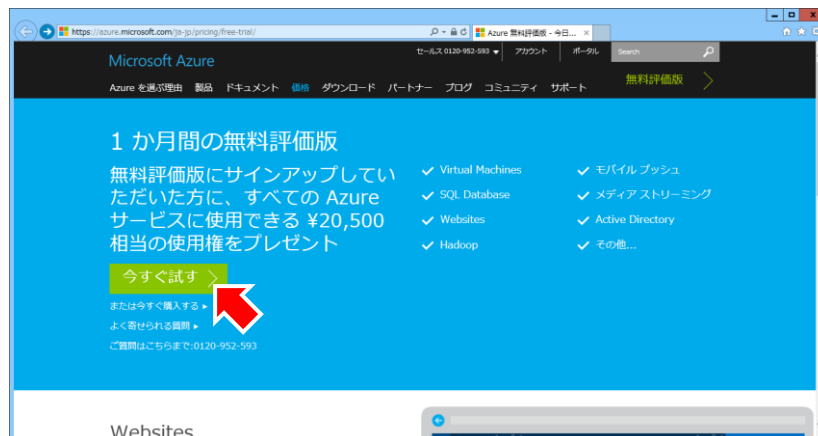 https://azure.microsoft.com/ja-jp/pricing/free-trial/
Azure 無料評価版 - 今日... ×
Microsoft Azure
セールス 0120-952-593 ▼ アカウント ポータル Search
Azure を選ぶ理由 製品 ドキュメント 価格 ダウンロード パートナー ブログ コミュニティ サポート 無料評価版
1 か月間の無料評価版
無料評価版にサインアップしてい
ただいた方に、すべての Azure
サービスに使用できる ¥20,500
相当の使用権をプレゼント
Virtual Machines
SQL Database
Websites
Hadoop
モバイル プッシュ
メディア ストリーミング
Active Directory
その他...
今すぐ試す
または今すぐ購入する ▸
よく寄せられる質問 ▸
ご質問はこちらまで:0120-952-593
Websites